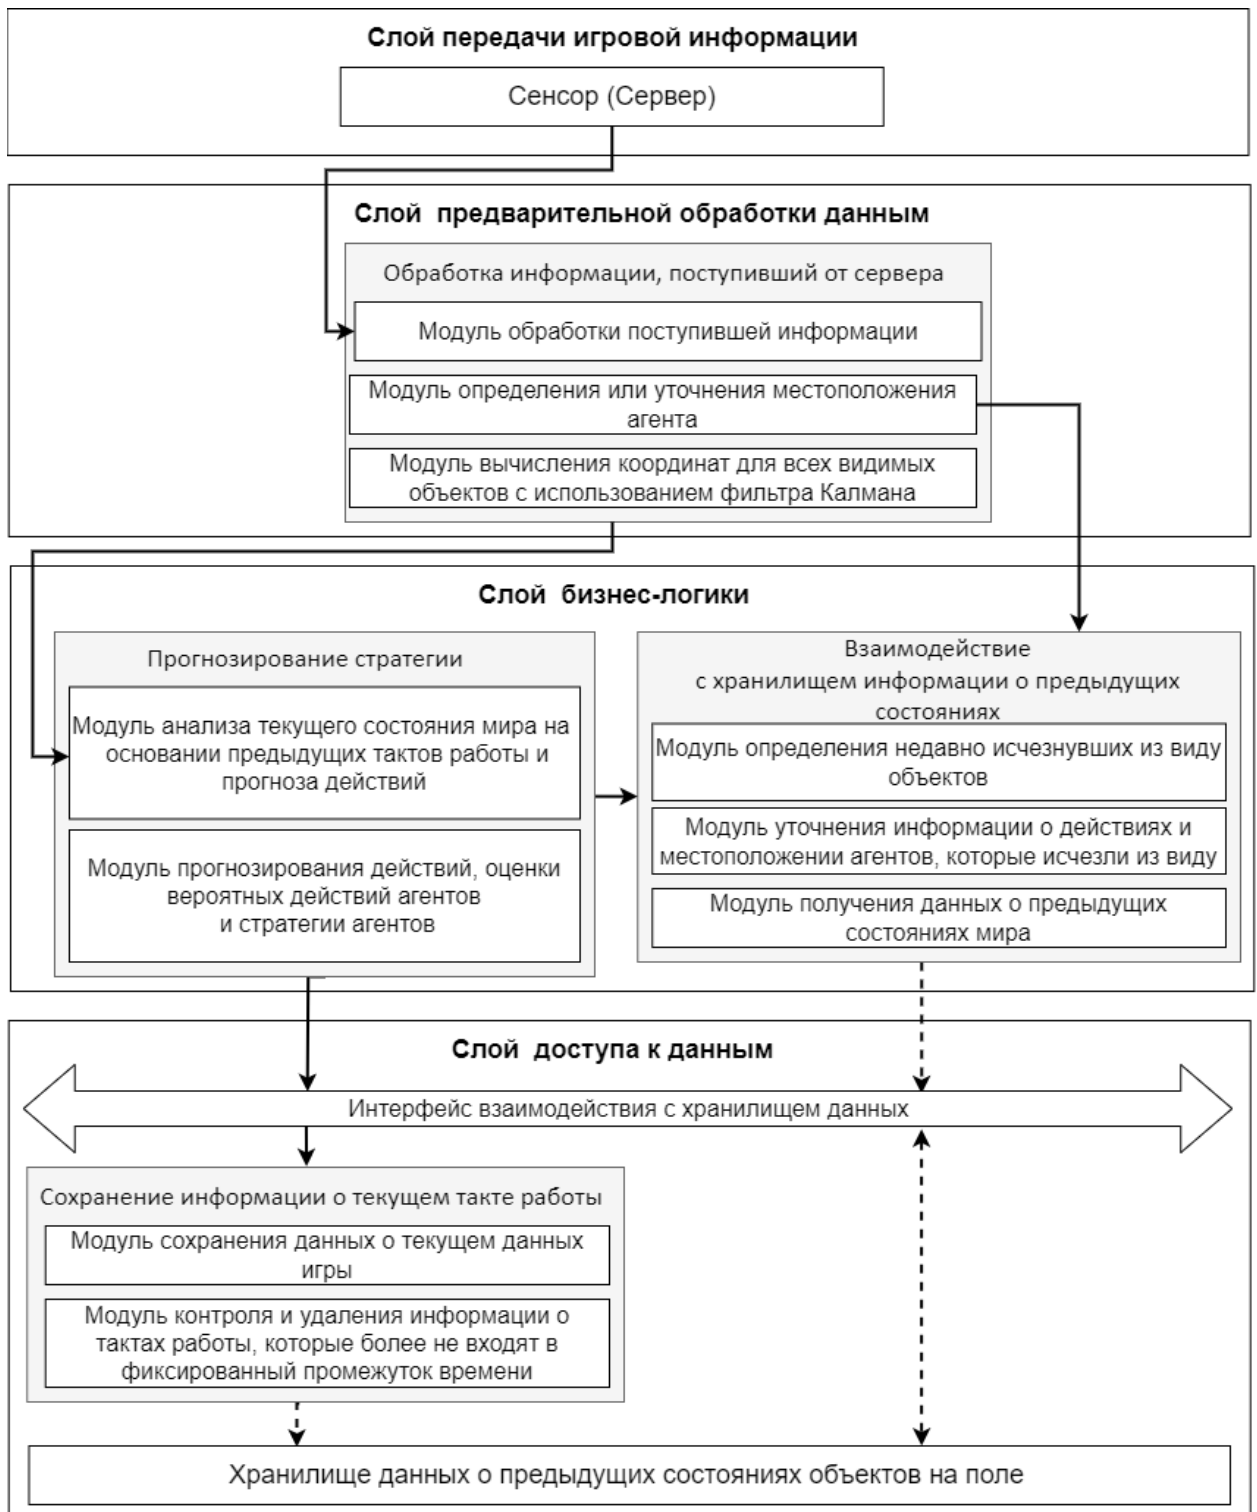 Слой передачи игровой информации
Сенсор (Сервер)
Слой предварительной обработки данным
Обработка информации, поступивший от сервера
Модуль обработки поступившей информации
Модуль определения или уточнения местоположения
агента
Модуль вычисления координат для всех видимых
объектов с использованием фильтра Калмана
Слой бизнес-логики
Прогнозирование стратегии
Модуль анализа текущего состояния мира на
основании предыдущих тактов работы и
прогноза действий
Модуль прогнозирования действий, оценки
вероятных действий агентов
и стратегии агентов
Взаимодействие
с хранилищем информации о предыдущих
состояниях
Модуль определения недавно исчезнувших из виду
объектов
Модуль уточнения информации о действиях и
местоположении агентов, которые исчезли из виду
Модуль получения данных о предыдущих
состояниях мира
Слой доступа к данным
Интерфейс взаимодействия с хранилищем данных
Сохранение информации о текущем такте работы
Модуль сохранения данных о текущем данных
игры
Модуль контроля и удаления информации о
тактах работы, которые более не входят в
фиксированный промежуток времени
Хранилище данных о предыдущих состояниях объектов на поле